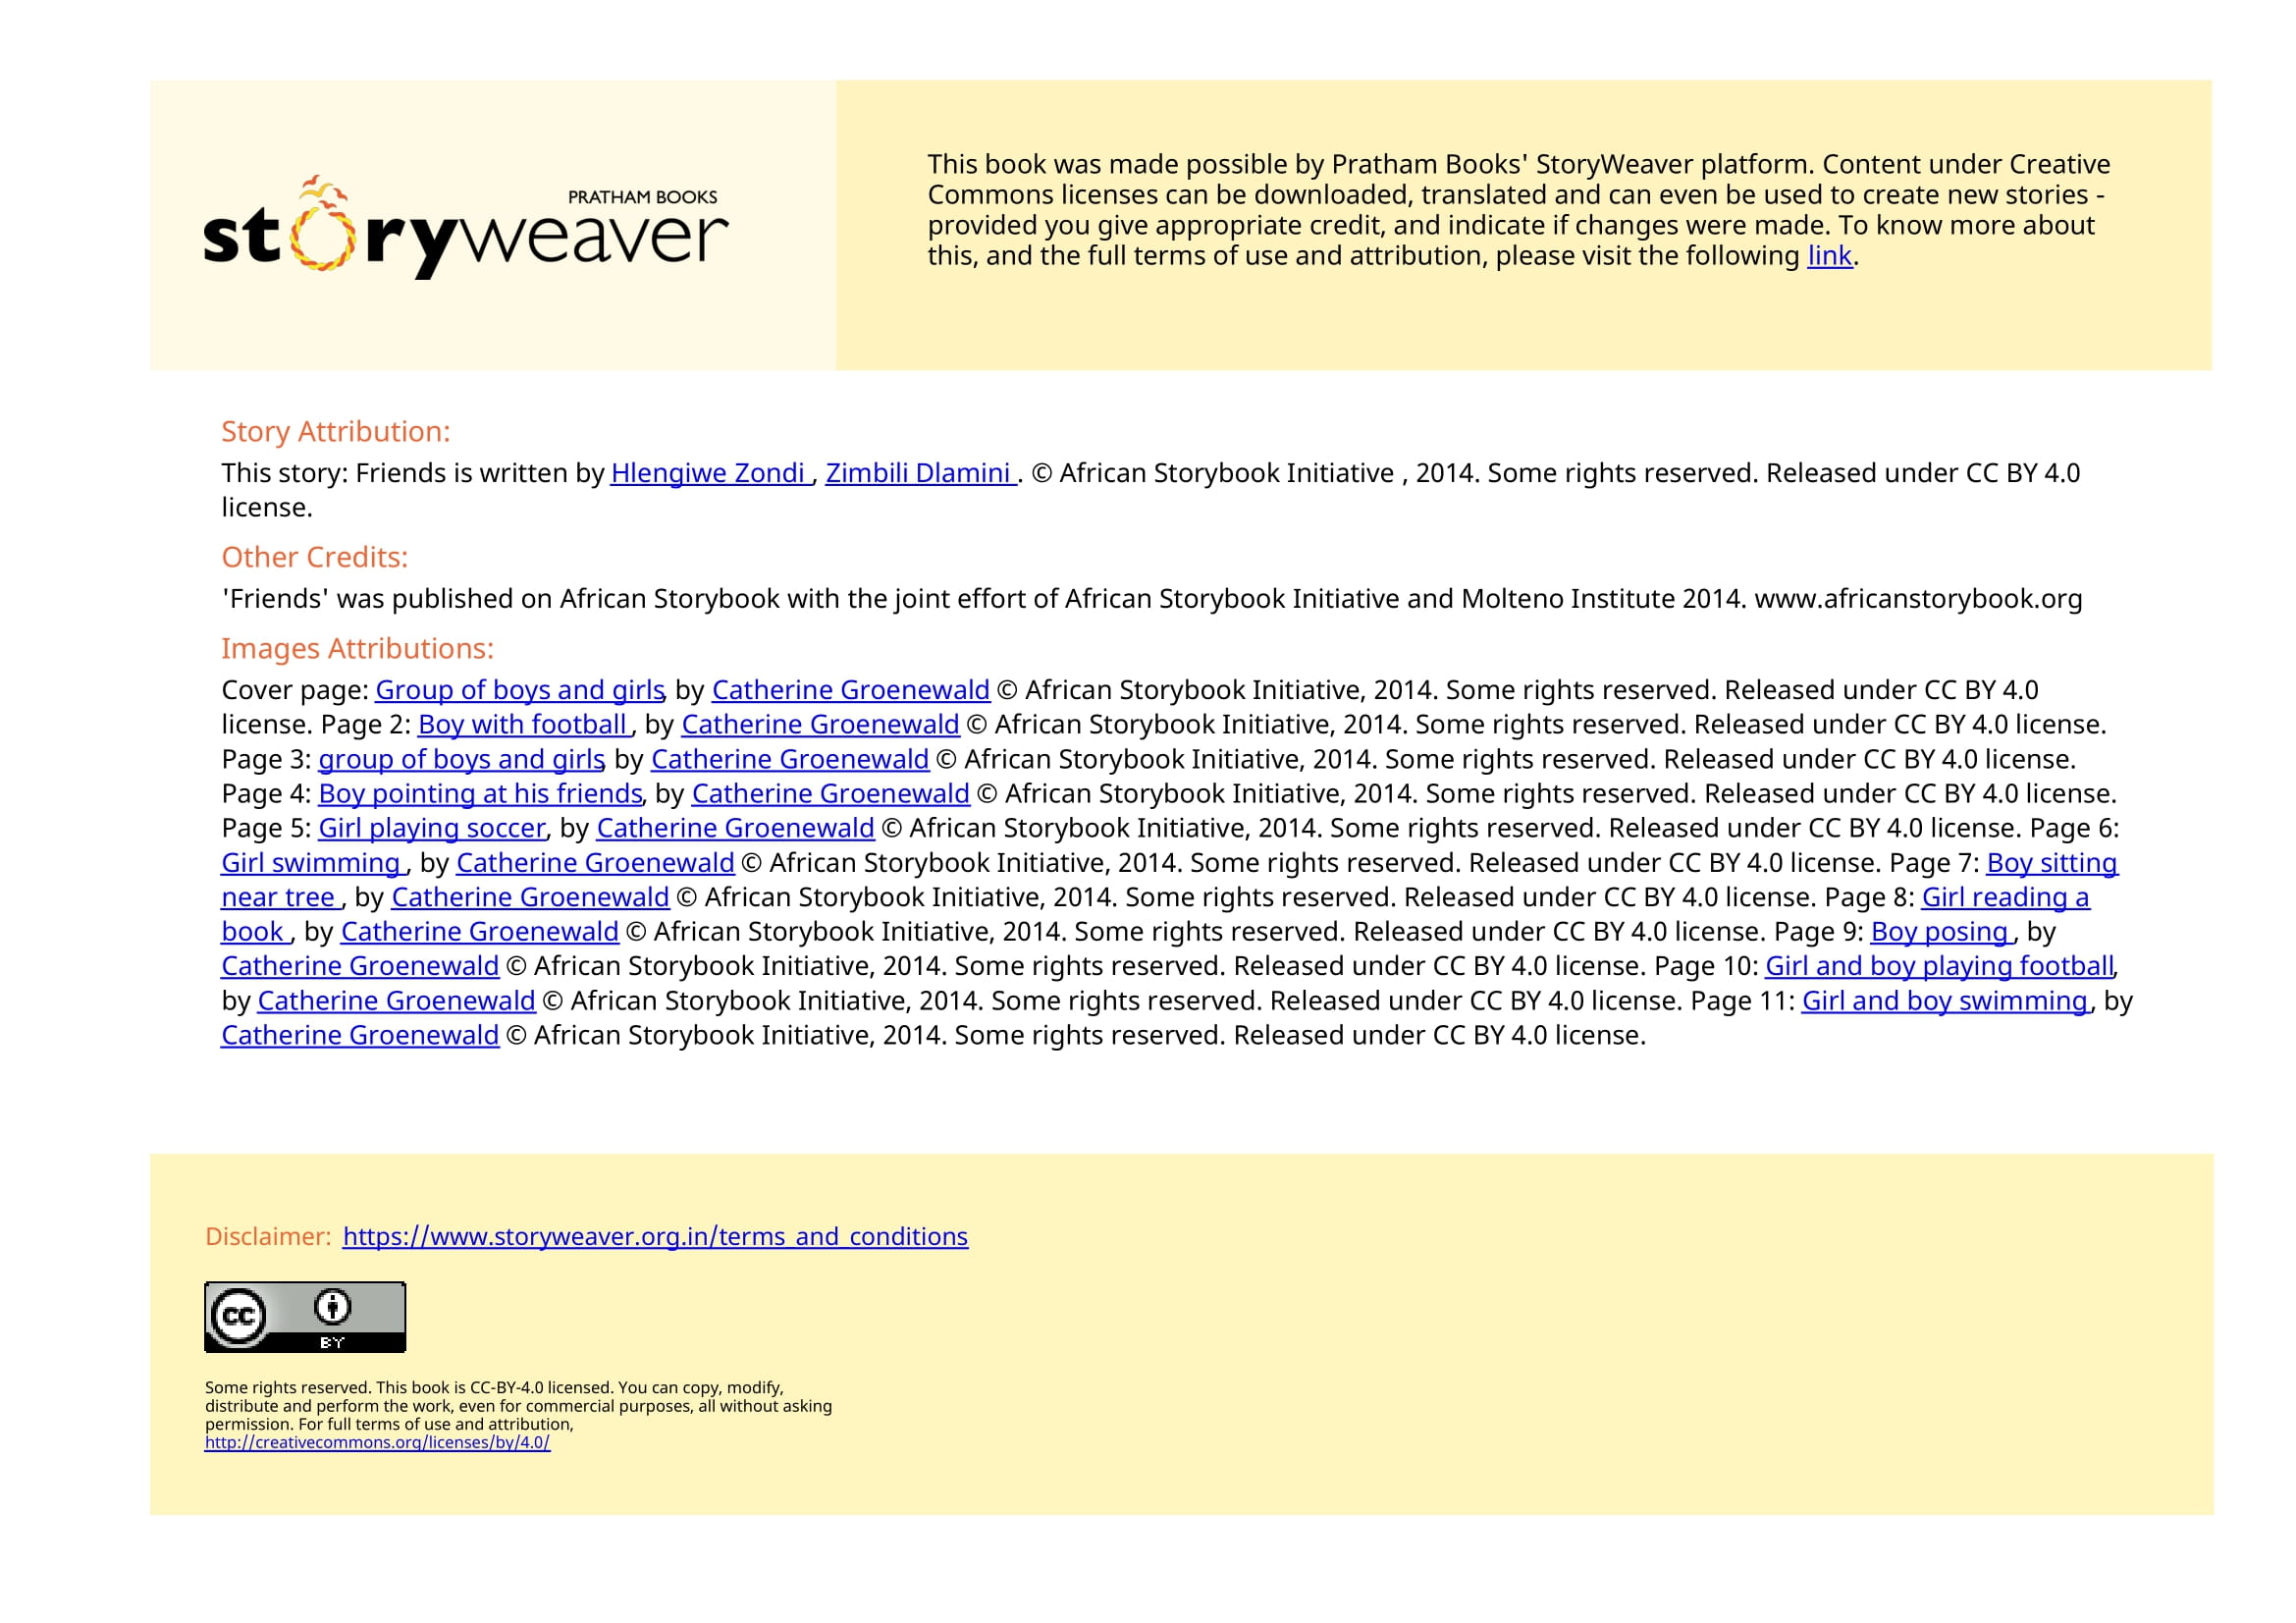 PRATHAM BOOKS
storyweaver
This book was made possible by Pratham Books' StoryWeaver platform. Content under Creative
Commons licenses can be downloaded, translated and can even be used to create new stories -
provided you give appropriate credit, and indicate if changes were made. To know more about
this, and the full terms of use and attribution, please visit the following link.
Story Attribution:
This story: Friends is written by Hlengiwe Zondi , Zimbili Dlamini . © African Storybook Initiative , 2014. Some rights reserved. Released under CC BY 4.0
license.
Other Credits:
'Friends' was published on African Storybook with the joint effort of African Storybook Initiative and Molteno Institute 2014. www.africanstorybook.org
Images Attributions:
Cover page: Group of boys and girls, by Catherine Groenewald © African Storybook Initiative, 2014. Some rights reserved. Released under CC BY 4.0
license. Page 2: Boy with football , by Catherine Groenewald © African Storybook Initiative, 2014. Some rights reserved. Released under CC BY 4.0 license.
Page 3: group of boys and girls, by Catherine Groenewald © African Storybook Initiative, 2014. Some rights reserved. Released under CC BY 4.0 license.
Page 4: Boy pointing at his friends, by Catherine Groenewald © African Storybook Initiative, 2014. Some rights reserved. Released under CC BY 4.0 license.
Page 5: Girl playing soccer, by Catherine Groenewald © African Storybook Initiative, 2014. Some rights reserved. Released under CC BY 4.0 license. Page 6:
Girl swimming , by Catherine Groenewald © African Storybook Initiative, 2014. Some rights reserved. Released under CC BY 4.0 license. Page 7: Boy sitting
near tree , by Catherine Groenewald © African Storybook Initiative, 2014. Some rights reserved. Released under CC BY 4.0 license. Page 8: Girl reading a
book , by Catherine Groenewald © African Storybook Initiative, 2014. Some rights reserved. Released under CC BY 4.0 license. Page 9: Boy posing , by
Catherine Groenewald © African Storybook Initiative, 2014. Some rights reserved. Released under CC BY 4.0 license. Page 10: Girl and boy playing football,
by Catherine Groenewald © African Storybook Initiative, 2014. Some rights reserved. Released under CC BY 4.0 license. Page 11: Girl and boy swimming , by
Catherine Groenewald © African Storybook Initiative, 2014. Some rights reserved. Released under CC BY 4.0 license.
Disclaimer: https://www.storyweaver.org.in/terms_and_conditions
cc
BY
Some rights reserved. This book is CC-BY-4.0 licensed. You can copy, modify,
distribute and perform the work, even for commercial purposes, all without asking
permission. For full terms of use and attribution,
http://creativecommons.org/licenses/by/4.0/